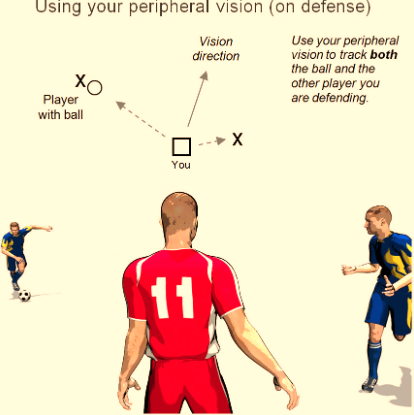 Using your peripheral vision (on defense)
Vision
direction
Use your peripheral
vision to track both
the ball and the
other player you
are defending.
X
Player
with ball
X
You
11